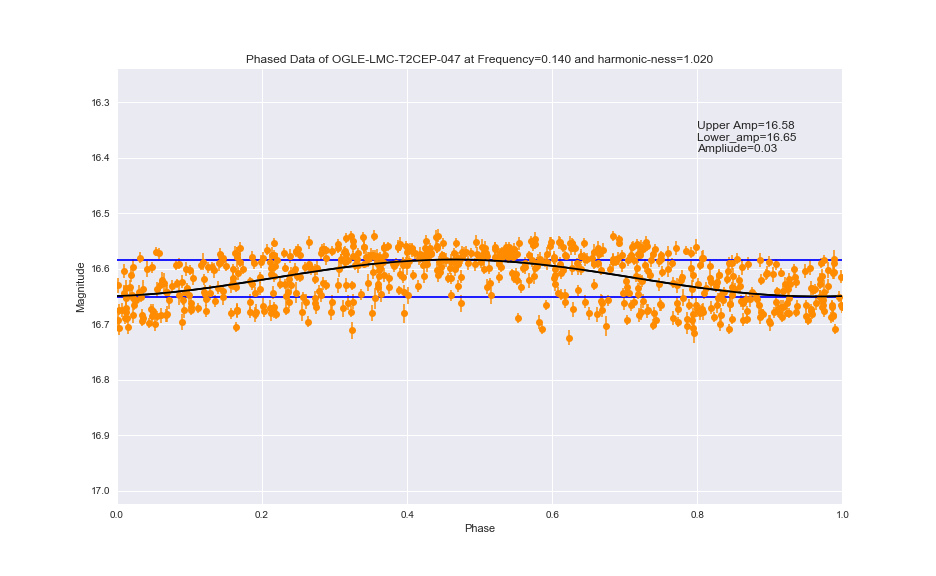 Phased Data of OGLE-LMC-T2CEP-047 at Frequency=0.140 and harmonic-ness=1.020
16.3
Upper Amp=16.58
Lower_amp=16.65
Ampliude=0.03
16.4
16.5
16.6
Magnitude
16.7
16.8
16.9
17.0
0.0 0.2 0.4 0.6 0.8 1.0
Phase